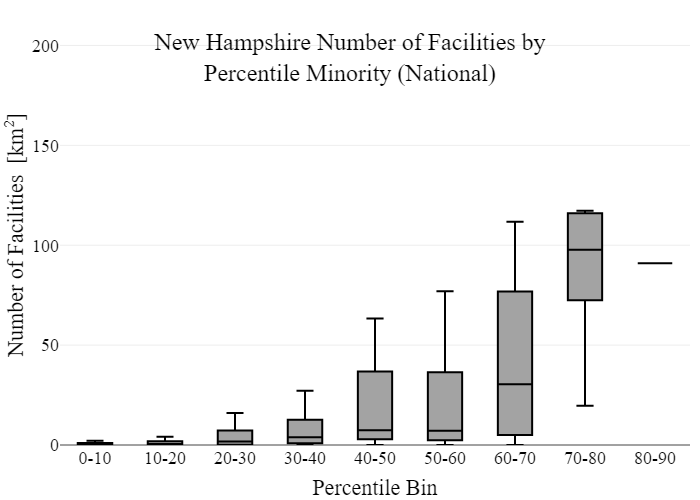 New Hampshire Number of Facilities by
Percentile Minority (National)
Number of Facilities [km²]
200
150
100
50
0
0-10 10-20 20-30 30-40 40-50 50-60 60-70 70-80 80-90
Percentile Bin